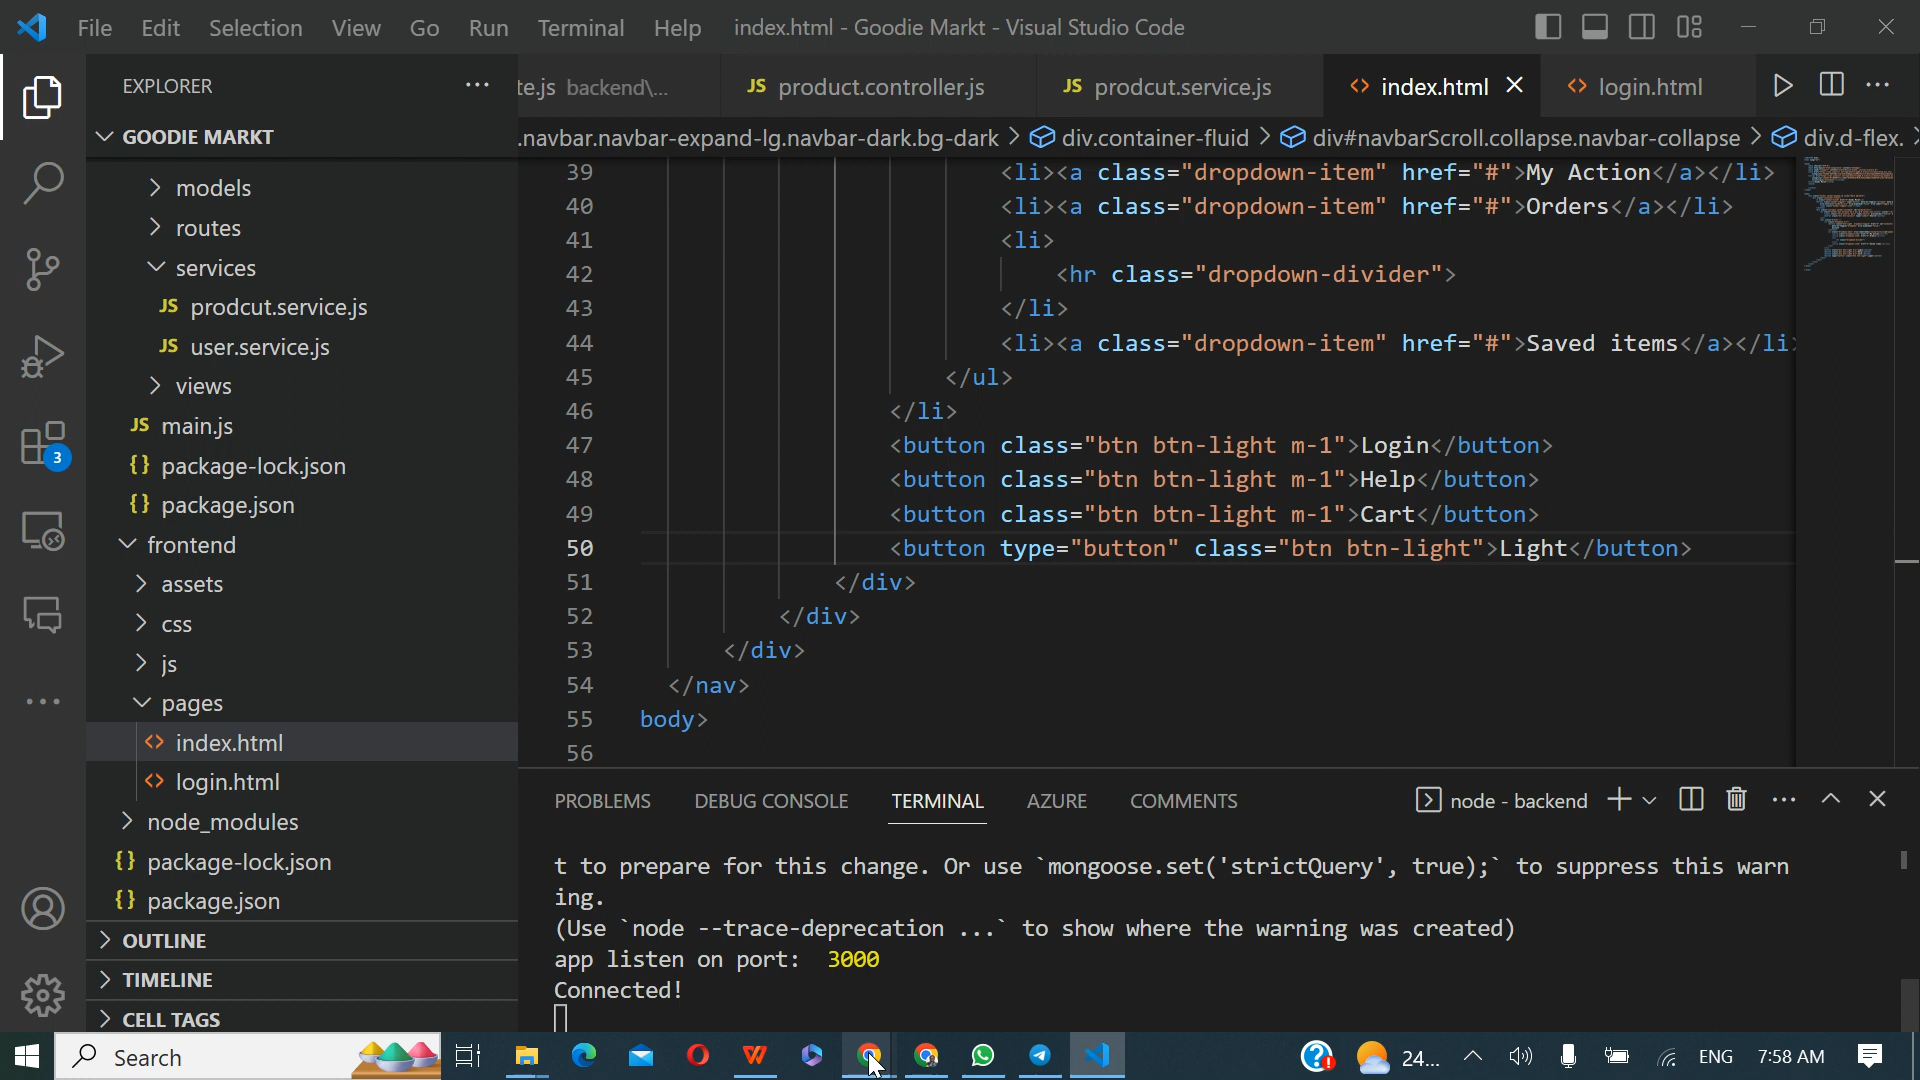 File Edit Selection View Go Run Terminal Help index.html - Goodie Markt - Visual Studio Code
EXPLORER
GOODIE MARKT
models
routes
services
JS prodcut.service.js
JS user.service.js
views
JS main.js
{} package-lock.json
{} package.json
frontend
assets
css
js
pages
<> index.html
<> login.html
node_modules
{} package-lock.json
{} package.json
OUTLINE
TIMELINE
CELL TAGS
3
te.js backend\... JS product.controller.js JS prodcut.service.js <> index.html <> login.html
.navbar.navbar-expand-lg.navbar-dark.bg-dark > div.container-fluid > div#navbarScroll.collapse.navbar-collapse > div.d-flex. >
39 <li><a class="dropdown-item" href="#">My Action</a></li>
40 <li><a class="dropdown-item" href="#">Orders</a></li>
41 <li>
42 <hr class="dropdown-divider">
43 </li>
44 <li><a class="dropdown-item" href="#">Saved items</a></li>
45 </ul>
46 </li>
47 <button class="btn btn-light m-1">Login</button>
48 <button class="btn btn-light m-1">Help</button>
49 <button class="btn btn-light m-1">Cart</button>
50 <button type="button" class="btn btn-light">Light</button>
51 </div>
52 </div>
53 </div>
54 </nav>
55 body>
56
PROBLEMS DEBUG CONSOLE TERMINAL AZURE COMMENTS node - backend
t to prepare for this change. Or use `mongoose.set('strictQuery', true);` to suppress this warn
ing.
(Use `node --trace-deprecation ...` to show where the warning was created)
app listen on port: 3000
Connected!
Search 24... ENG 7:58 AM